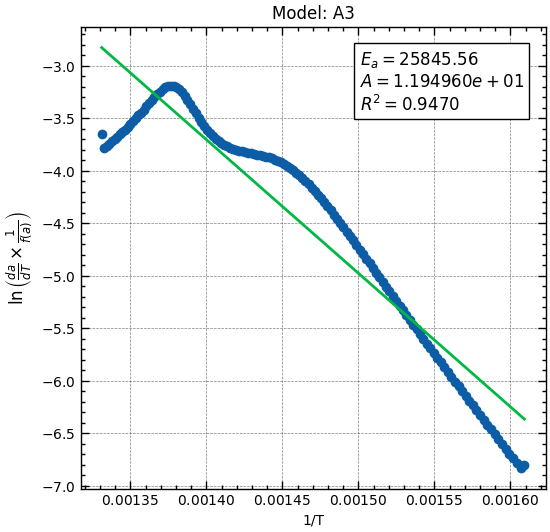 Model: A3
E_a = 25845.56
A = 1.194960e + 01
R^2 = 0.9470
ln(da/dT × 1/f(a))
−3.0
−3.5
−4.0
−4.5
−5.0
−5.5
−6.0
−6.5
−7.0
0.00135 0.00140 0.00145 0.00150 0.00155 0.00160
1/T